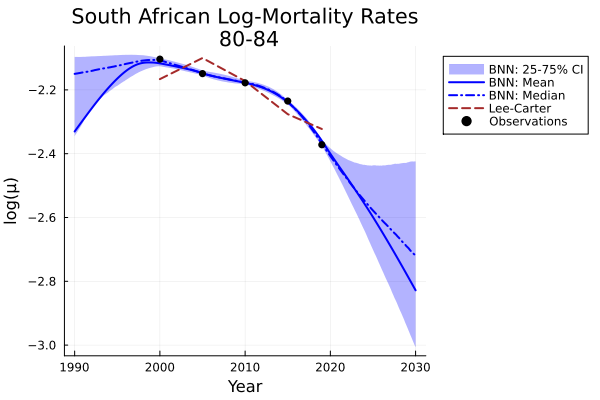 South African Log-Mortality Rates
80-84
BNN: 25-75% CI
BNN: Mean
BNN: Median
Lee-Carter
Observations
log(μ)
−2.2
−2.4
−2.6
−2.8
−3.0
1990
2000
2010
2020
2030
Year